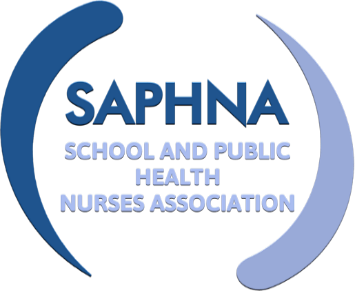 SAPHNA
SCHOOL AND PUBLIC
HEALTH
NURSES ASSOCIATION